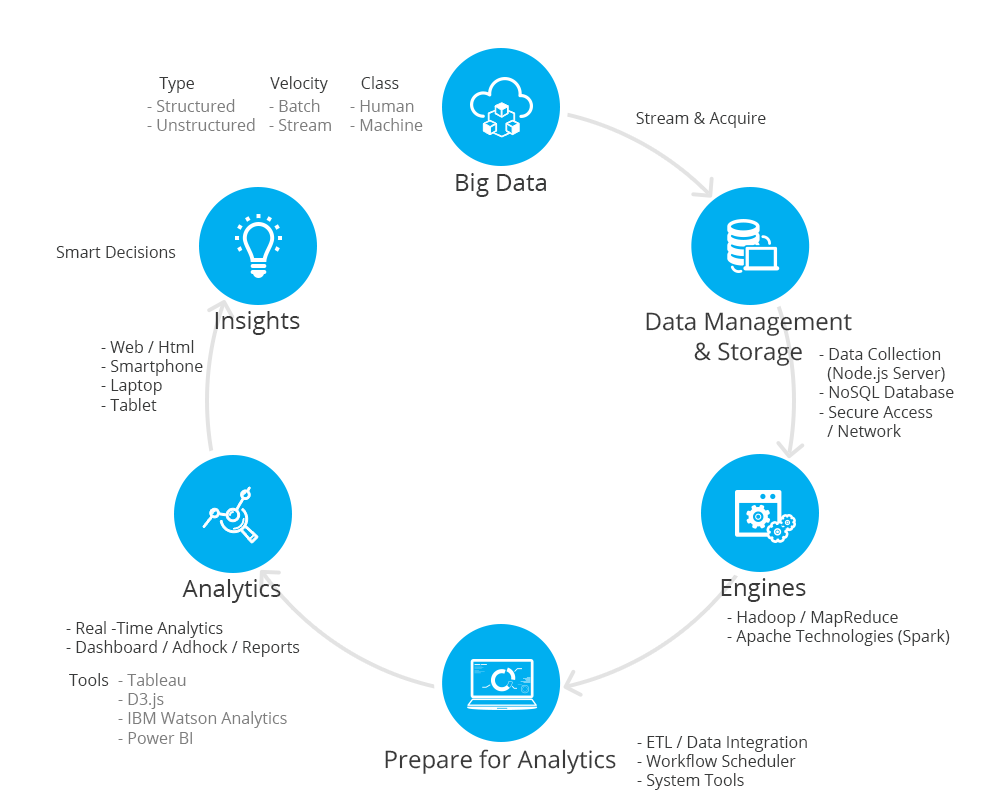 Type
- Structured
- Unstructured
Velocity
- Batch
- Stream
Class
- Human
- Machine
Big Data
Stream & Acquire
Data Management
& Storage
- Data Collection
(Node.js Server)
- NoSQL Database
- Secure Access
/ Network
Engines
- Hadoop / MapReduce
- Apache Technologies (Spark)
Prepare for Analytics
- ETL / Data Integration
- Workflow Scheduler
- System Tools
Analytics
- Real -Time Analytics
- Dashboard / Adhock / Reports
Tools
- Tableau
- D3.js
- IBM Watson Analytics
- Power BI
- Web / Html
- Smartphone
- Laptop
- Tablet
Insights
Smart Decisions